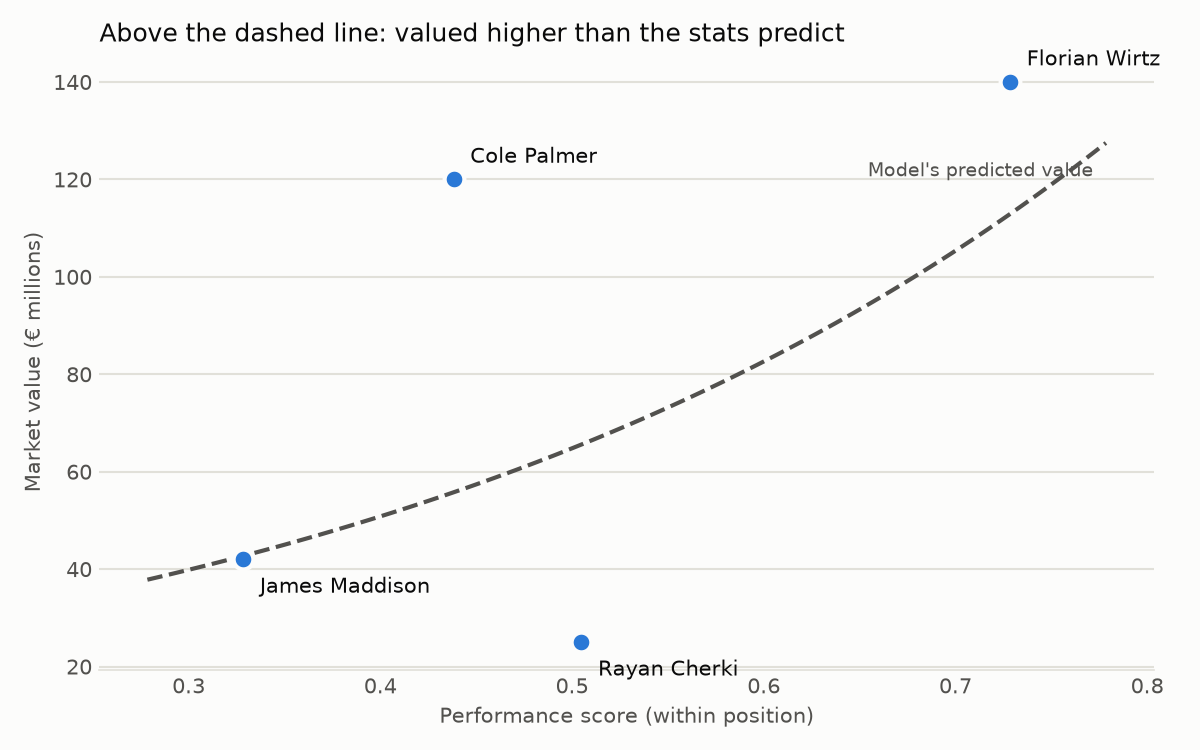 Above the dashed line: valued higher than the stats predict
Florian Wirtz
140
Cole Palmer
Model's predicted value
120
100
80
60
40
James Maddison
Rayan Cherki
20
Market value (€ millions)
0.3 0.4 0.5 0.6 0.7 0.8
Performance score (within position)